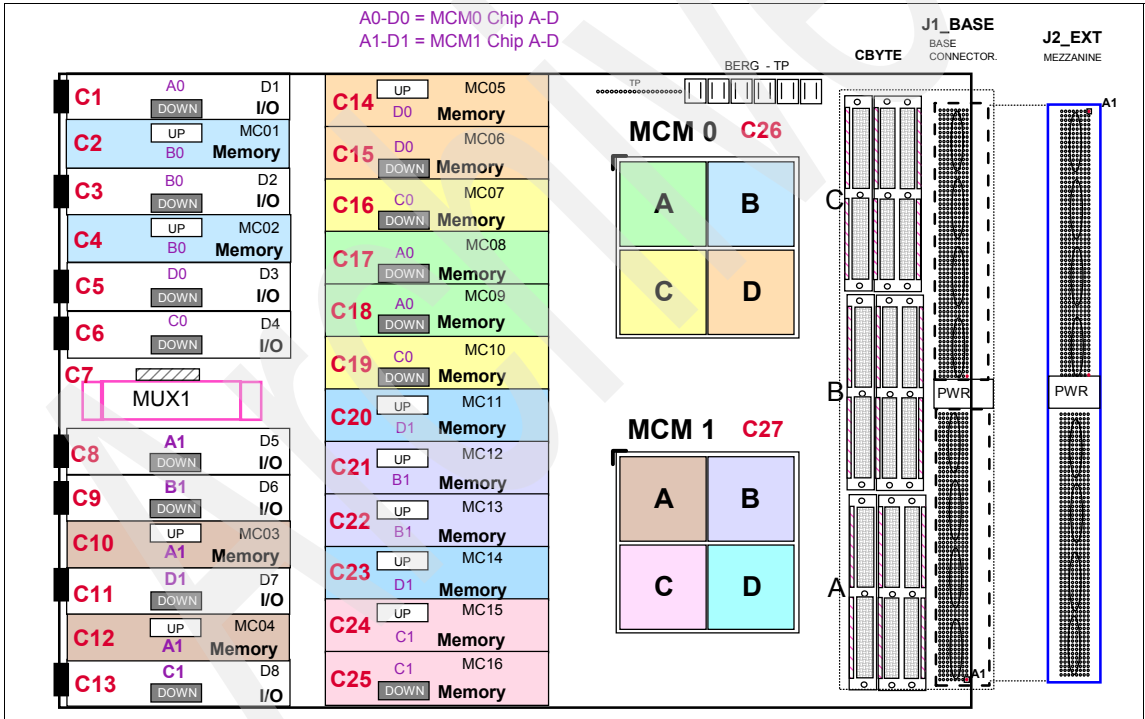 A0-D0 = MCM0 Chip A-D
A1-D1 = MCM1 Chip A-D
C1 A0 DOWN D1 I/O
C2 UP B0 MC01 Memory
C3 B0 DOWN D2 I/O
C4 UP B0 MC02 Memory
C5 D0 DOWN D3 I/O
C6 C0 DOWN D4 I/O
C7 MUX1
C8 A1 DOWN D5 I/O
C9 B1 DOWN D6 I/O
C10 UP A1 MC03 Memory
C11 D1 DOWN D7 I/O
C12 UP A1 MC04 Memory
C13 C1 DOWN D8 I/O
C14 UP D0 MC05 Memory
C15 D0 DOWN MC06 Memory
C16 C0 DOWN MC07 Memory
C17 A0 DOWN MC08 Memory
C18 A0 DOWN MC09 Memory
C19 C0 DOWN MC10 Memory
C20 UP D1 MC11 Memory
C21 UP B1 MC12 Memory
C22 UP B1 MC13 Memory
C23 UP D1 MC14 Memory
C24 UP C1 MC15 Memory
C25 C1 DOWN MC16 Memory
TP
BERG - TP
MCM 0 C26
A B
C D
MCM 1 C27
A B
C D
CBYTE
C
B
A
J1_BASE
BASE
CONNECTOR.
PWR
A1
J2_EXT
MEZZANINE
A1
PWR